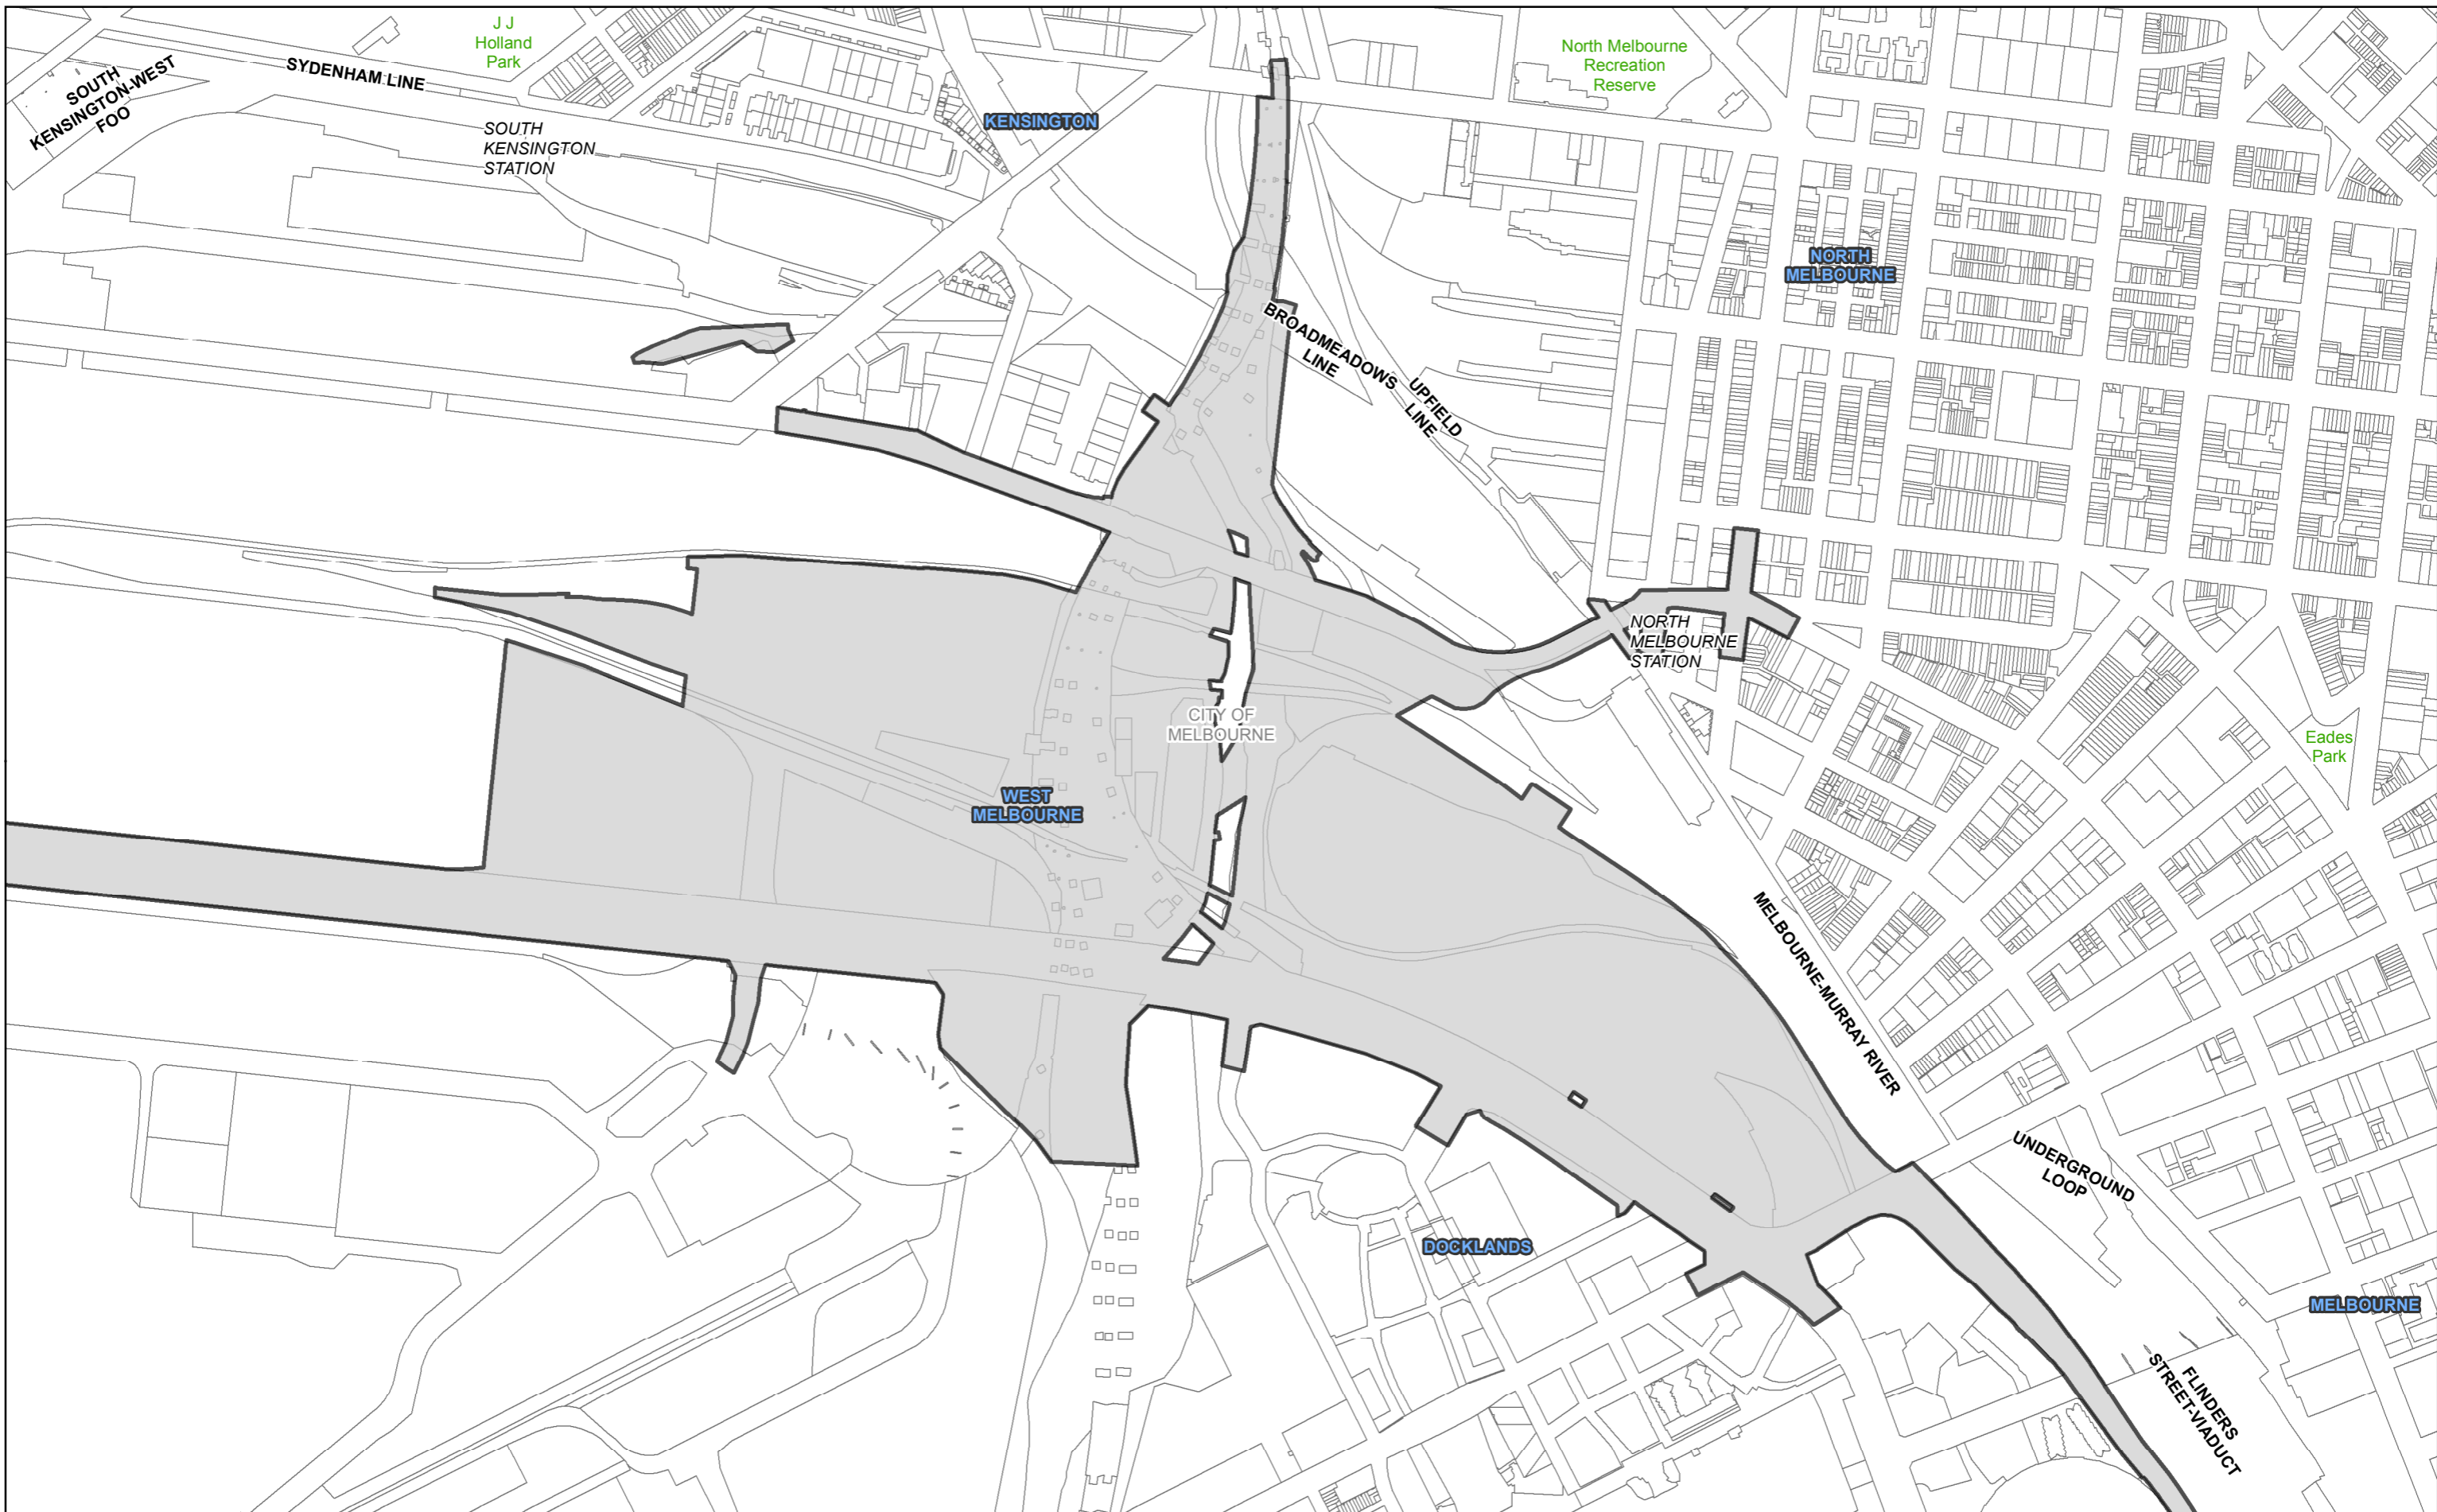 J J
Holland
Park
SYDENHAM LINE
SOUTH
KENSINGTON-WEST
FOO
SOUTH
KENSINGTON
STATION
KENSINGTON
North Melbourne
Recreation
Reserve
NORTH
MELBOURNE
BROADMEADOWS
LINE
UPFIELD
LINE
NORTH
MELBOURNE
STATION
CITY OF
MELBOURNE
Eades
Park
WEST
MELBOURNE
MELBOURNE-MURRAY RIVER
UNDERGROUND
LOOP
DOCKLANDS
MELBOURNE
FLINDERS
STREET-VIADUCT